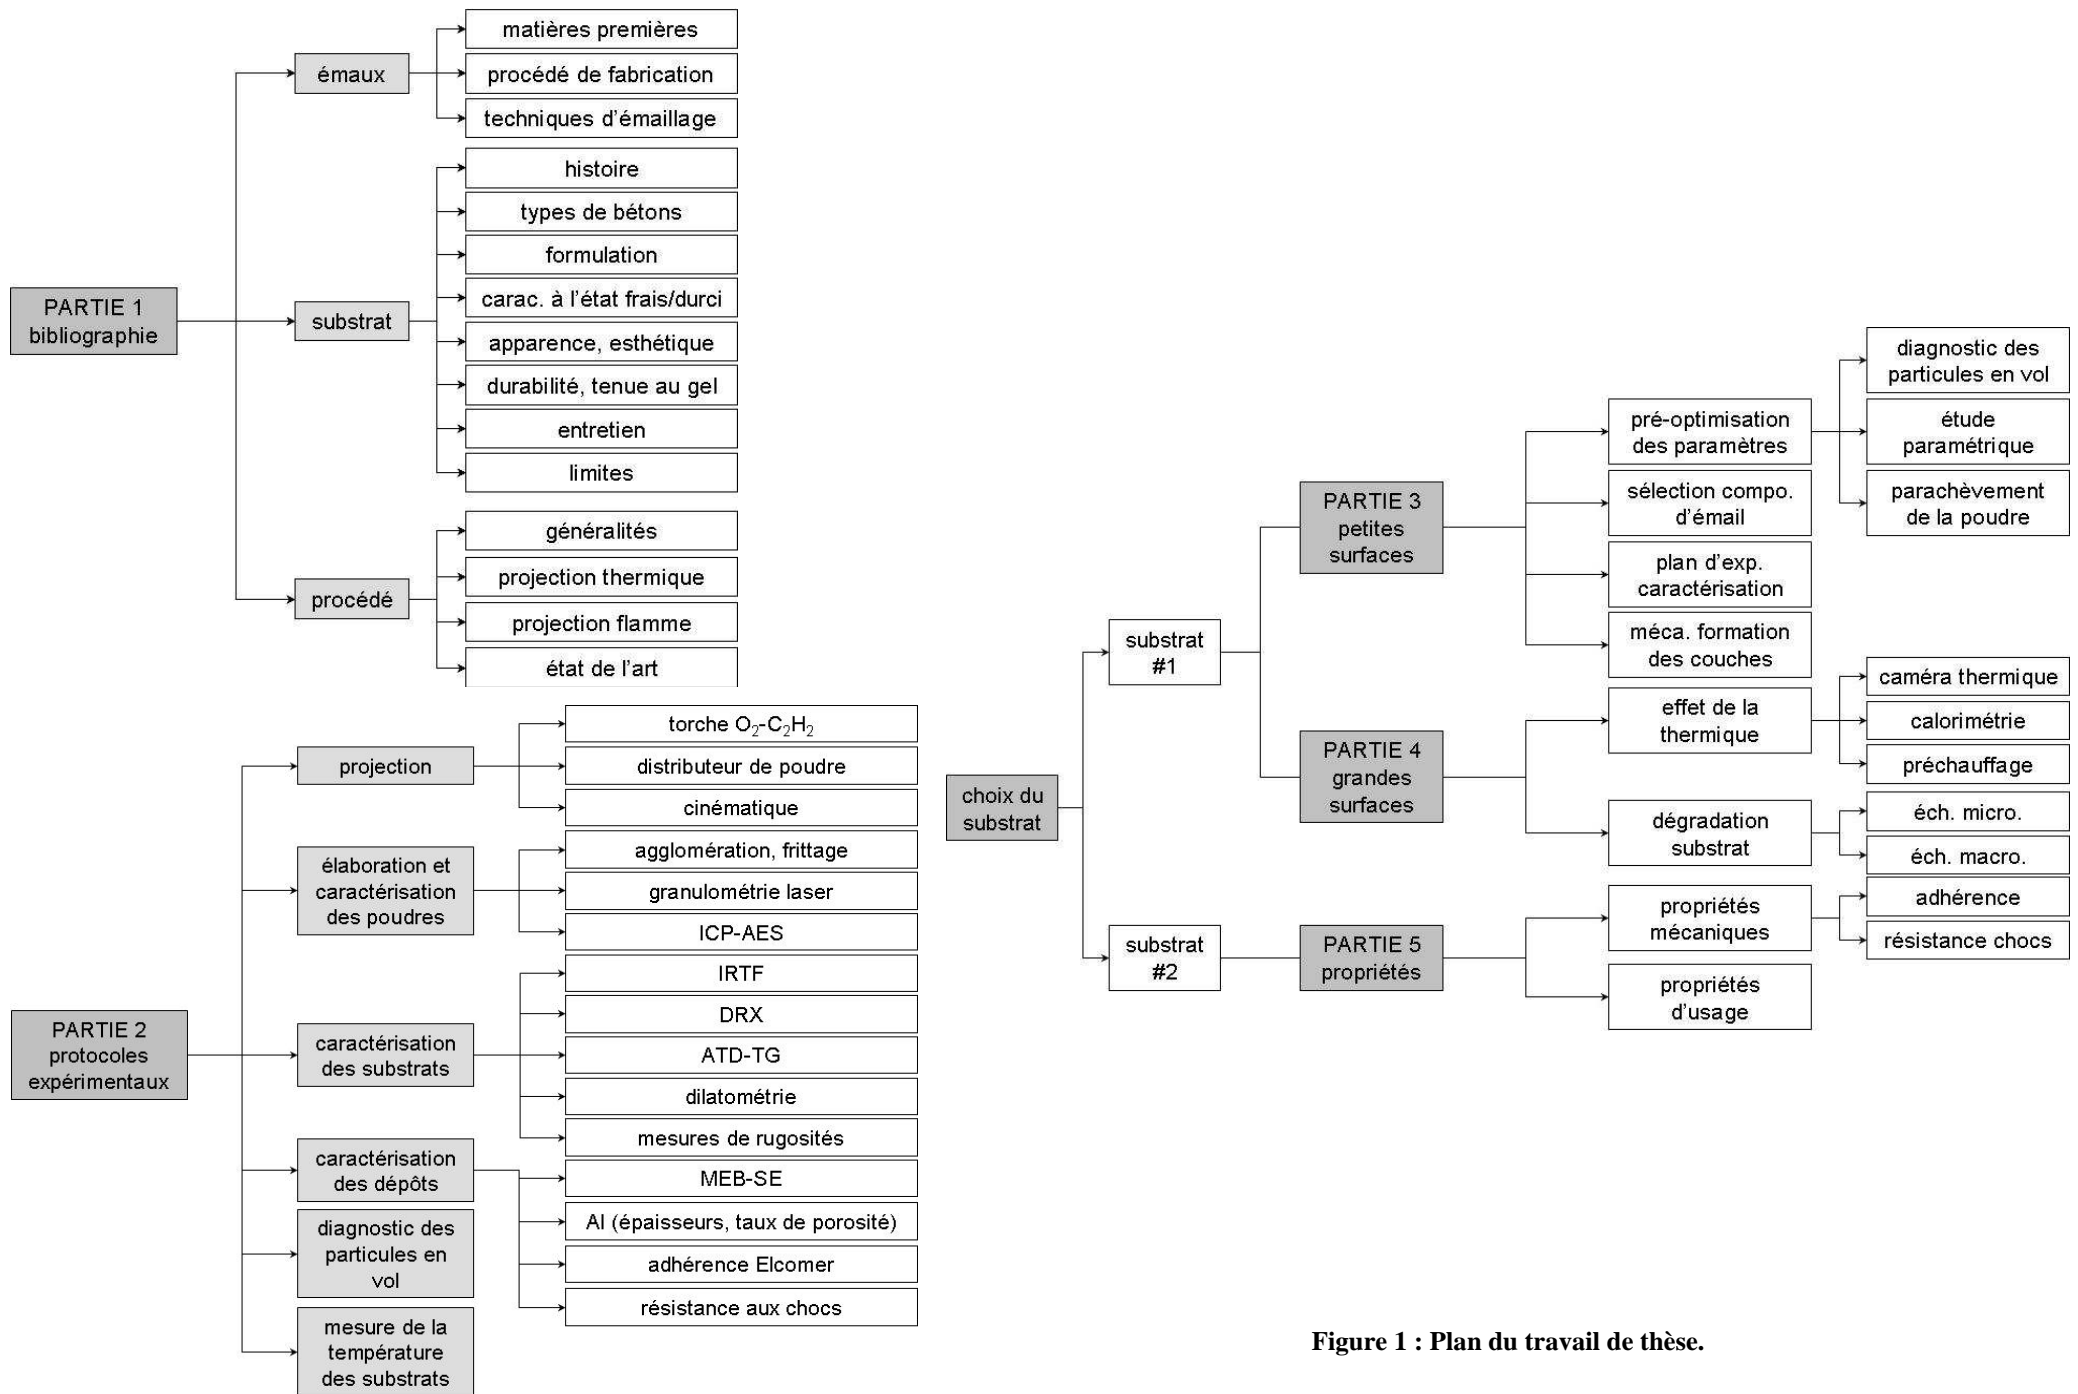 matières premières
émaux
procédé de fabrication
techniques d'émaillage
histoire
types de bétons
formulation
PARTIE 1
bibliographie
substrat
carac. à l'état frais/durci
apparence, esthétique
durabilité, tenue au gel
entretien
limites
généralités
procédé
projection thermique
projection flamme
état de l'art
PARTIE 2
protocoles
expérimentaux
projection
torche O₂-C₂H₂
distributeur de poudre
cinématique
élaboration et
caractérisation
des poudres
agglomération, frittage
granulométrie laser
ICP-AES
caractérisation
des substrats
IRTF
DRX
ATD-TG
dilatométrie
mesures de rugosités
caractérisation
des dépôts
MEB-SE
AI (épaisseurs, taux de porosité)
adhérence Elcomer
résistance aux chocs
diagnostic des
particules en
vol
mesure de la
température
des substrats
choix du
substrat
substrat
#1
PARTIE 3
petites
surfaces
pré-optimisation
des paramètres
diagnostic des
particules en vol
étude
paramétrique
parachèvement
de la poudre
sélection compo.
d'émail
plan d'exp.
caractérisation
méca. formation
des couches
PARTIE 4
grandes
surfaces
effet de la
thermique
caméra thermique
calorimétrie
préchauffage
dégradation
substrat
éch. micro.
éch. macro.
substrat
#2
PARTIE 5
propriétés
propriétés
mécaniques
adhérence
résistance chocs
propriétés
d'usage
Figure 1 : Plan du travail de thèse.